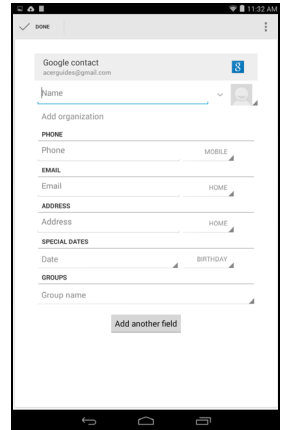 11:32 AM
DONE
Google contact
acerguides@gmail.com
8
Name
Add organization
PHONE
Phone MOBILE
EMAIL
Email HOME
ADDRESS
Address HOME
SPECIAL DATES
Date BIRTHDAY
GROUPS
Group name
Add another field